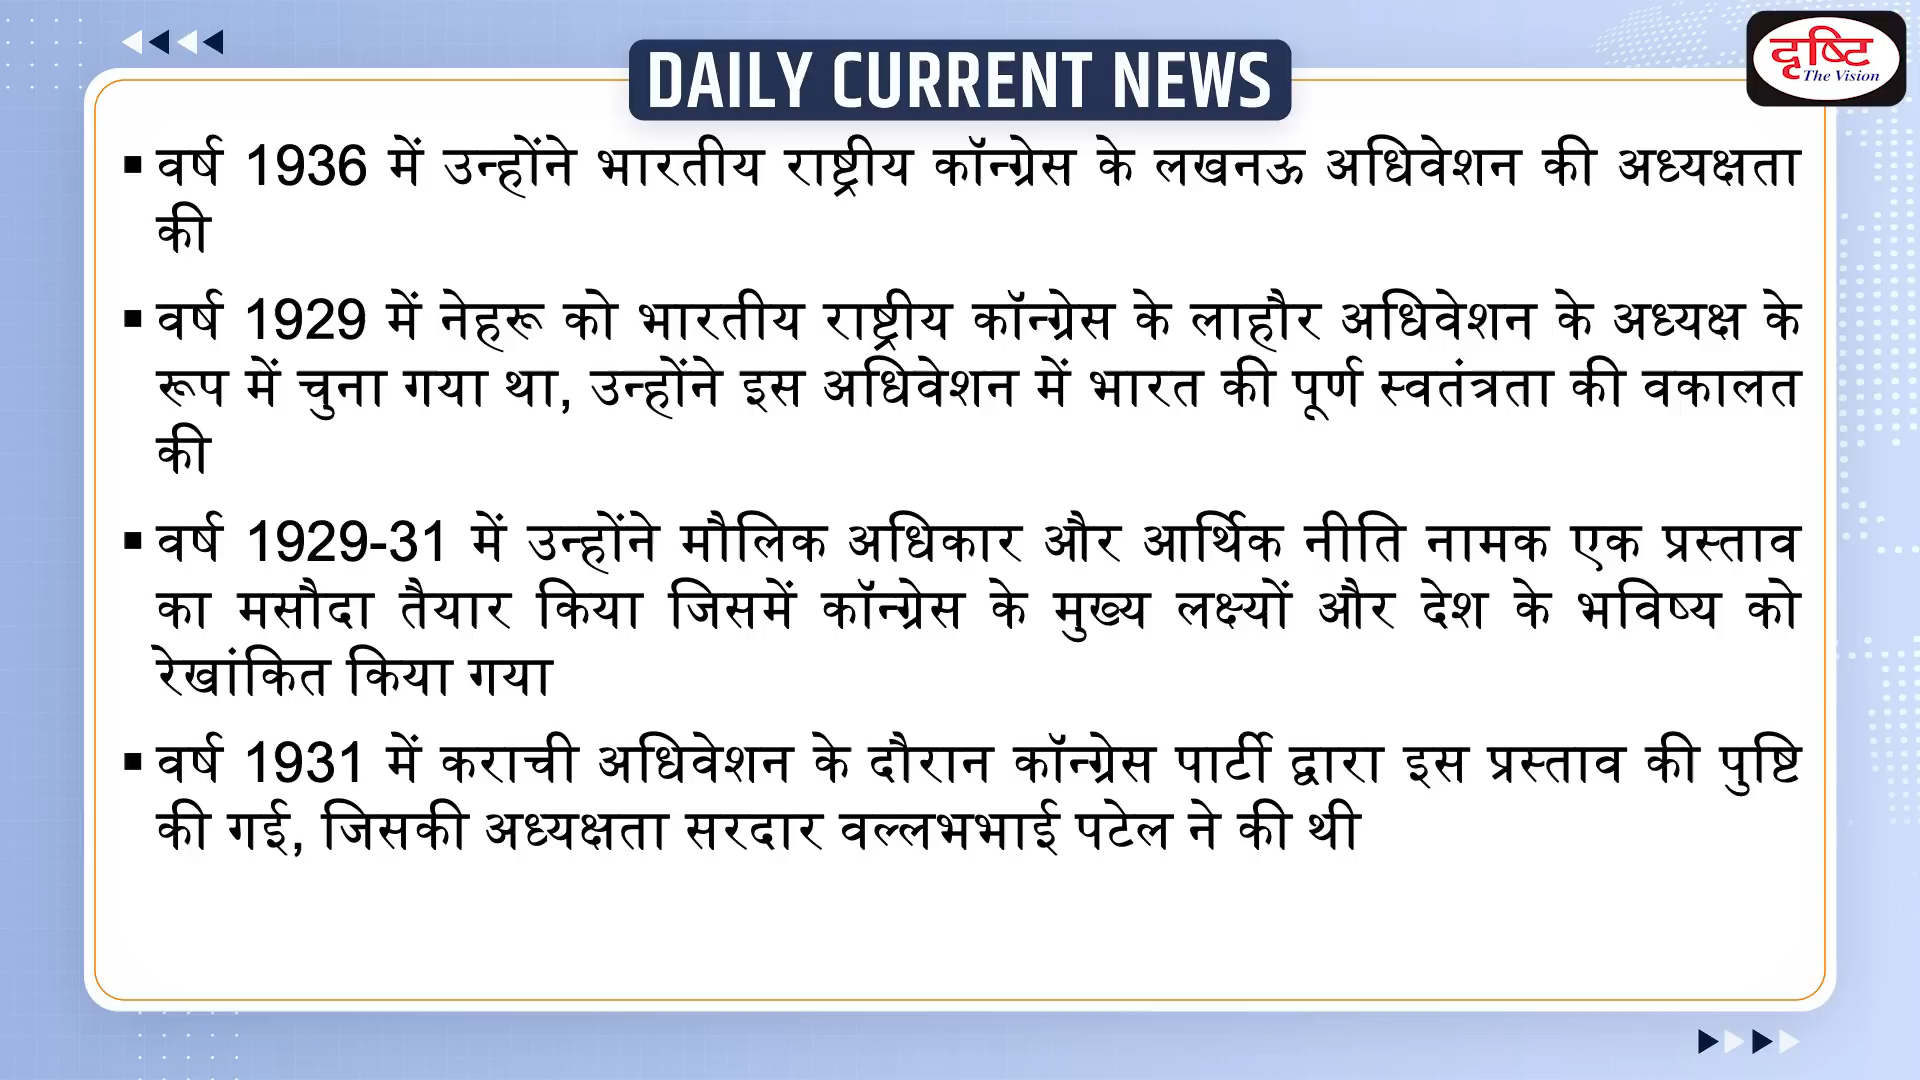 DAILY CURRENT NEWS
दृष्टि
The Vision
▪ वर्ष 1936 में उन्होंने भारतीय राष्ट्रीय कॉन्ग्रेस के लखनऊ अधिवेशन की अध्यक्षता
की
▪ वर्ष 1929 में नेहरू को भारतीय राष्ट्रीय कॉन्ग्रेस के लाहौर अधिवेशन के अध्यक्ष के
रूप में चुना गया था, उन्होंने इस अधिवेशन में भारत की पूर्ण स्वतंत्रता की वकालत
की
▪ वर्ष 1929-31 में उन्होंने मौलिक अधिकार और आर्थिक नीति नामक एक प्रस्ताव
का मसौदा तैयार किया जिसमें कॉन्ग्रेस के मुख्य लक्ष्यों और देश के भविष्य को
रेखांकित किया गया
▪ वर्ष 1931 में कराची अधिवेशन के दौरान कॉन्ग्रेस पार्टी द्वारा इस प्रस्ताव की पुष्टि
की गई, जिसकी अध्यक्षता सरदार वल्लभभाई पटेल ने की थी